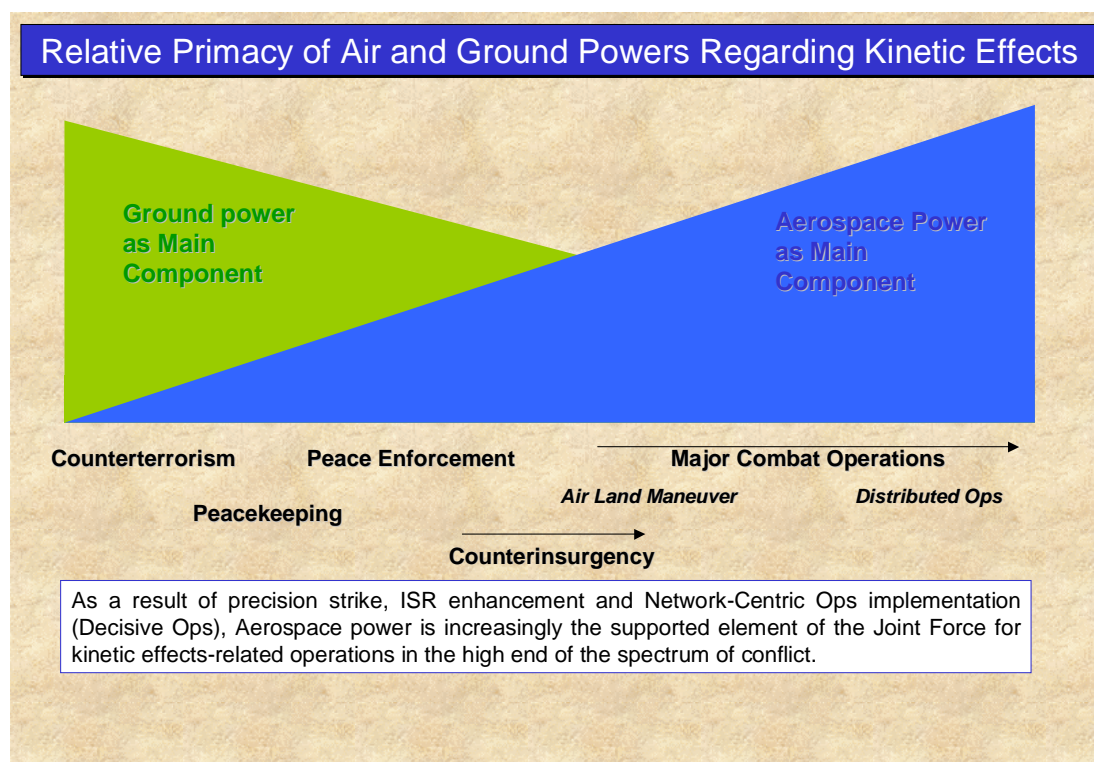 Relative Primacy of Air and Ground Powers Regarding Kinetic Effects
Ground power
as Main
Component
Aerospace Power
as Main
Component
Counterterrorism
Peace Enforcement
Major Combat Operations
Air Land Maneuver
Distributed Ops
Peacekeeping
Counterinsurgency
As a result of precision strike, ISR enhancement and Network-Centric Ops implementation
(Decisive Ops), Aerospace power is increasingly the supported element of the Joint Force for
kinetic effects-related operations in the high end of the spectrum of conflict.